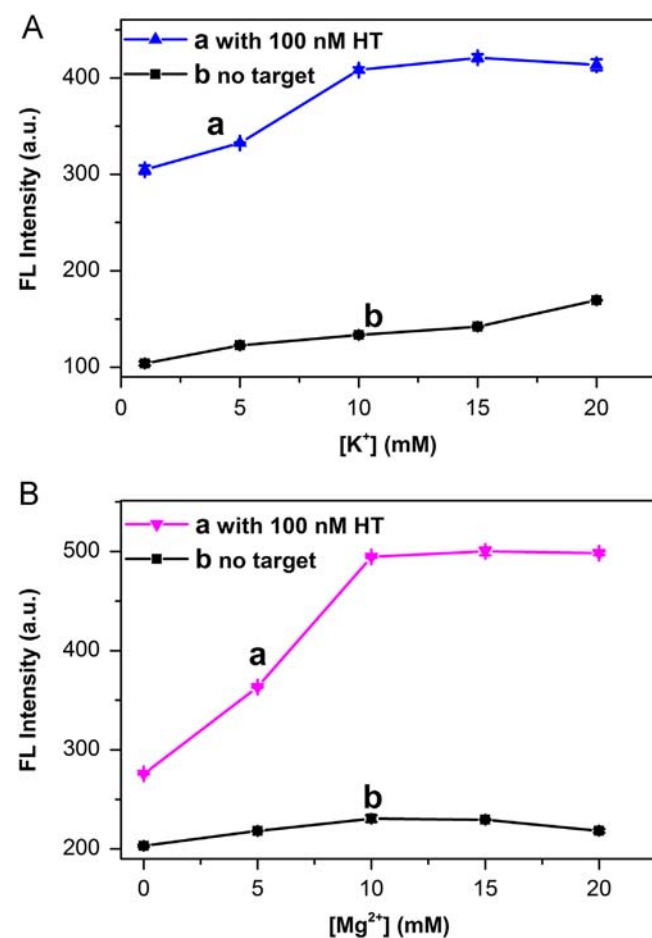 A
a with 100 nM HT
b no target
400
300
200
100
a
b
FL Intensity (a.u.)
0 5 10 15 20
[K⁺] (mM)
B
a with 100 nM HT
b no target
500
400
300
200
a
b
FL Intensity (a.u.)
0 5 10 15 20
[Mg²⁺] (mM)